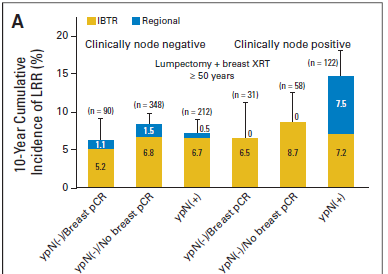 A
IBTR Regional
10-Year Cumulative
Incidence of LRR (%)
20
15
10
5
0
Clinically node negative
Clinically node positive
Lumpectomy + breast XRT
≥ 50 years
(n = 90)
(n = 348)
(n = 212)
(n = 31)
(n = 58)
(n = 122)
1.1
5.2
1.5
6.8
0.5
6.7
0
6.5
0
8.7
7.5
7.2
ypN(-)/Breast pCR
ypN(-)/No breast pCR
ypN(+)
ypN(-)/Breast pCR
ypN(-)/No breast pCR
ypN(+)